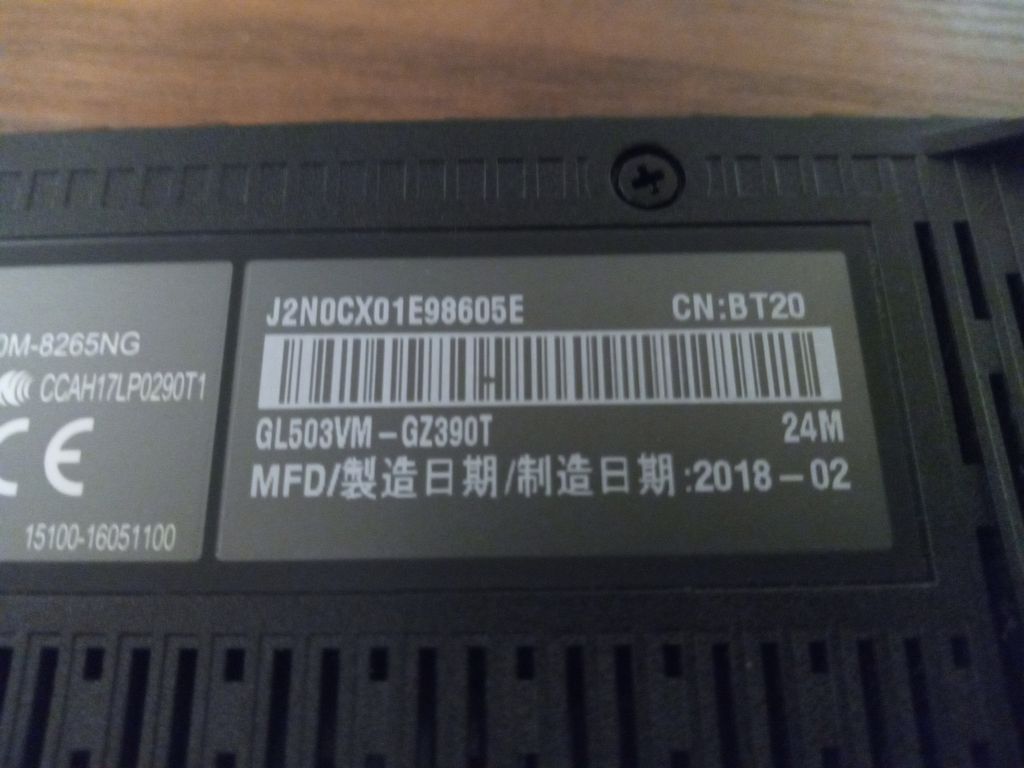 J2N0CX01E98605E CN:BT20
GL503VM-GZ390T 24M
MFD/製造日期/制造日期:2018-02
0M-8265NG
CCAH17LP0290T1
CE
15100-16051100